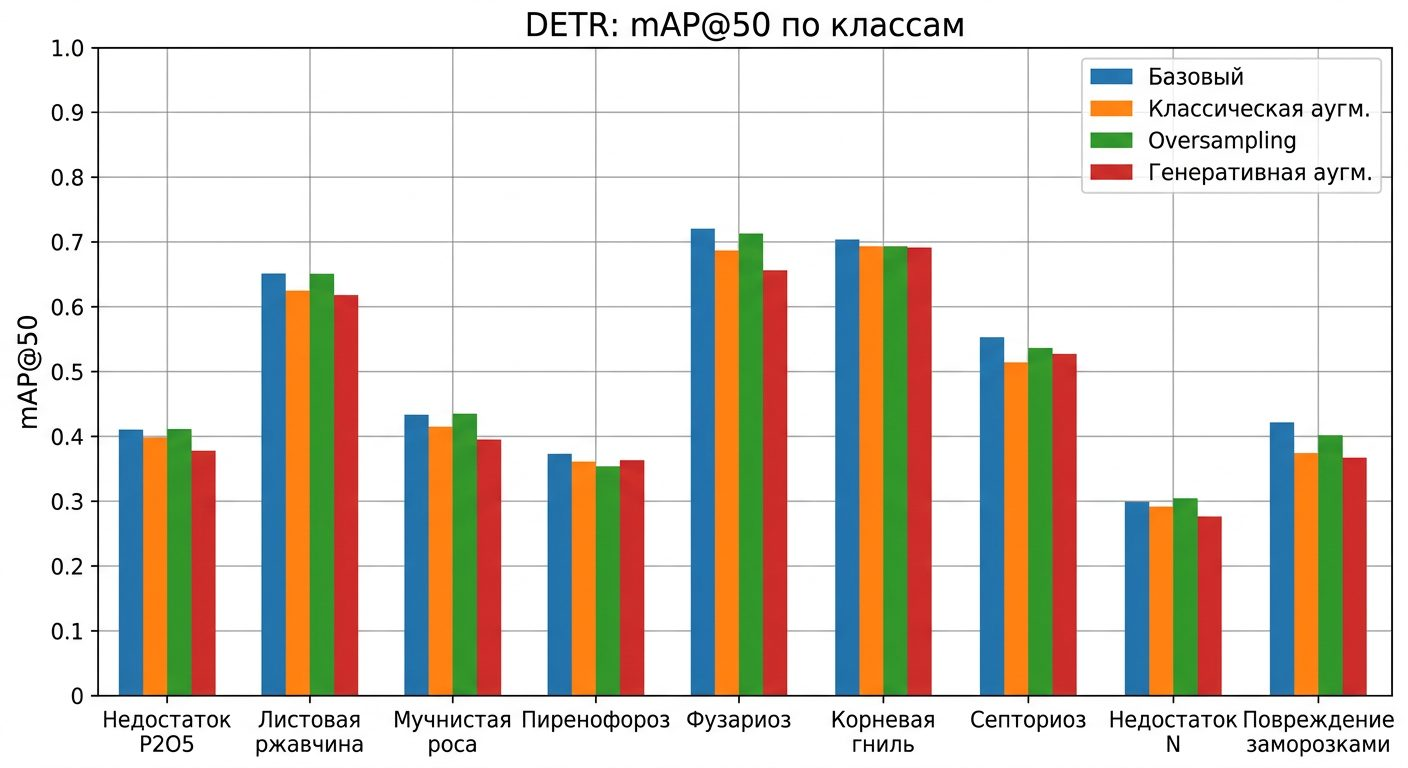 DETR: mAP@50 по классам
1.0
0.9
0.8
0.7
0.6
0.5
0.4
0.3
0.2
0.1
0
mAP@50
Базовый
Классическая аугм.
Oversampling
Генеративная аугм.
Недостаток
P2O5
Листовая
ржавчина
Мучнистая
роса
Пиренофороз
Фузариоз
Корневая
гниль
Септориоз
Недостаток
N
Повреждение
заморозками